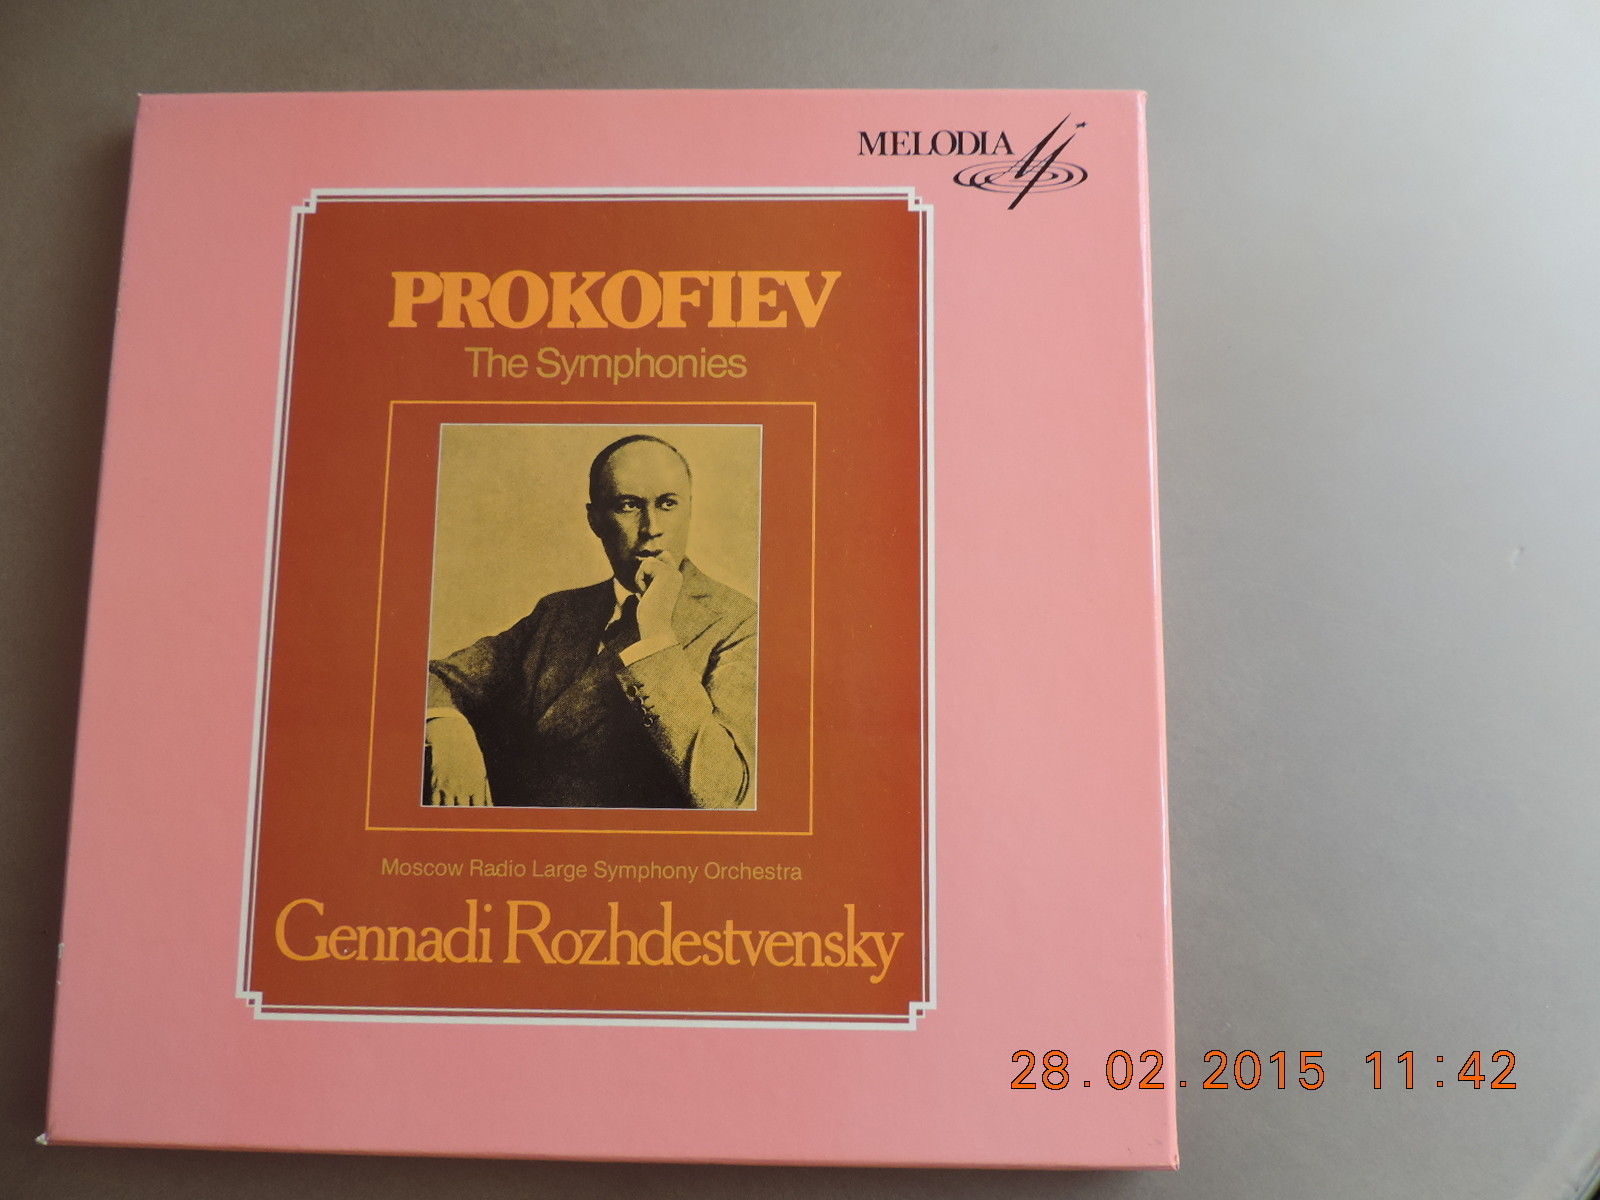 MELODIA
PROKOFIEV
The Symphonies
Moscow Radio Large Symphony Orchestra
Gennadi Rozhdestvensky
28.02.2015 11:42